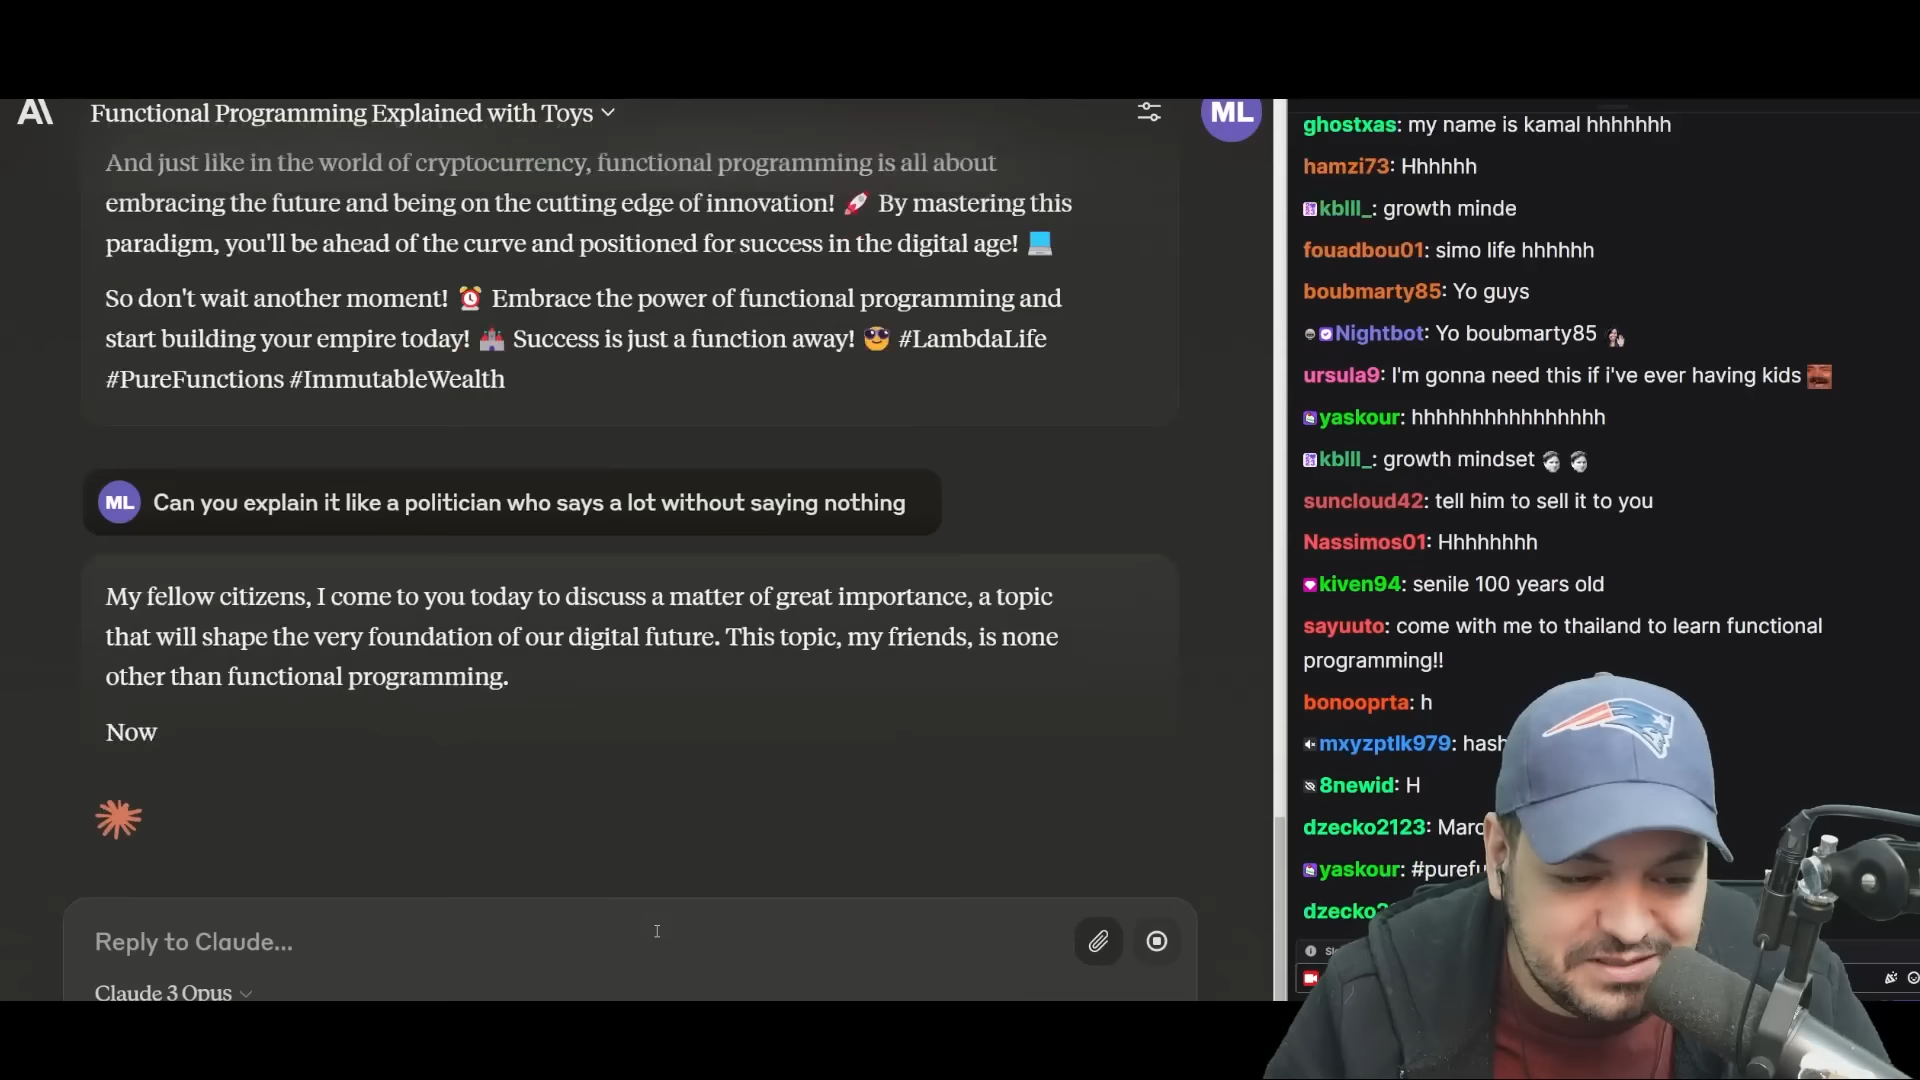 Functional Programming Explained with Toys
ML
And just like in the world of cryptocurrency, functional programming is all about
embracing the future and being on the cutting edge of innovation! 🚀 By mastering this
paradigm, you'll be ahead of the curve and positioned for success in the digital age! 💻
So don't wait another moment! ⏰ Embrace the power of functional programming and
start building your empire today! 🏰 Success is just a function away! 😎 #LambdaLife
#PureFunctions #ImmutableWealth
ML Can you explain it like a politician who says a lot without saying nothing
My fellow citizens, I come to you today to discuss a matter of great importance, a topic
that will shape the very foundation of our digital future. This topic, my friends, is none
other than functional programming.
Now
Reply to Claude...
Claude 3 Opus
ghostxas: my name is kamal hhhhhhh
hamzi73: Hhhhhh
kblll_: growth minde
fouadbou01: simo life hhhhhh
boubmarty85: Yo guys
Nightbot: Yo boubmarty85
ursula9: I'm gonna need this if i've ever having kids
yaskour: hhhhhhhhhhhhhhhh
kblll_: growth mindset
suncloud42: tell him to sell it to you
Nassimos01: Hhhhhhhh
kiven94: senile 100 years old
sayuuto: come with me to thailand to learn functional
programming!!
bonooprta: h
mxyzptlk979: hash
8newid: H
dzecko2123: Maro
yaskour: #purefu
dzecko2